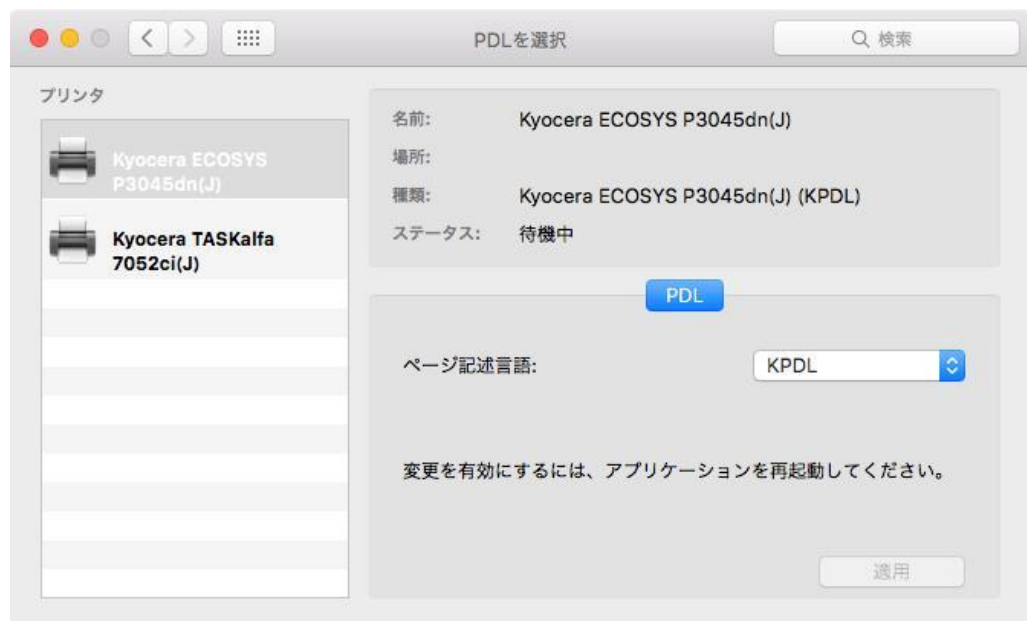 PDLを選択
検索
プリンタ
Kyocera ECOSYS
P3045dn(J)
Kyocera TASKalfa
7052ci(J)
名前: Kyocera ECOSYS P3045dn(J)
場所:
種類: Kyocera ECOSYS P3045dn(J) (KPDL)
ステータス: 待機中
PDL
ページ記述言語: KPDL
変更を有効にするには、アプリケーションを再起動してください。
適用